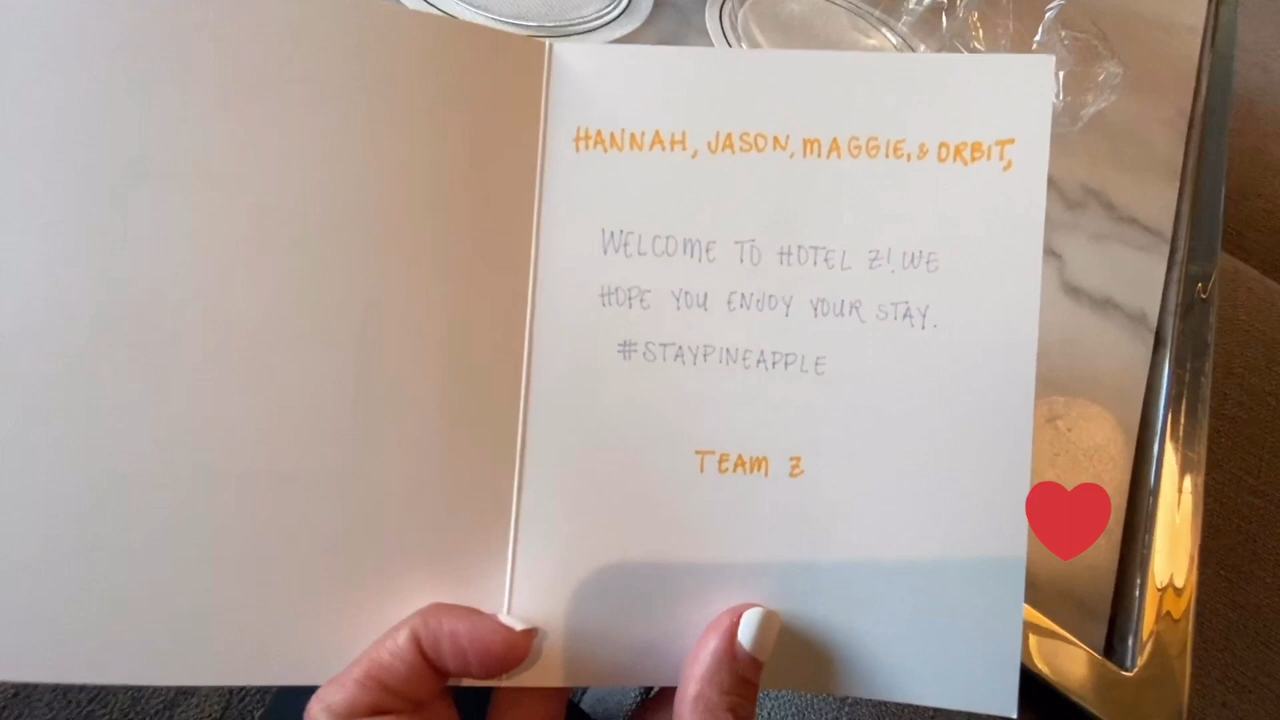 HANNAH, JASON, MAGGIE, & ORBIT,
WELCOME TO HOTEL Z! WE
HOPE YOU ENJOY YOUR STAY.
#STAYPINEAPPLE
TEAM Z